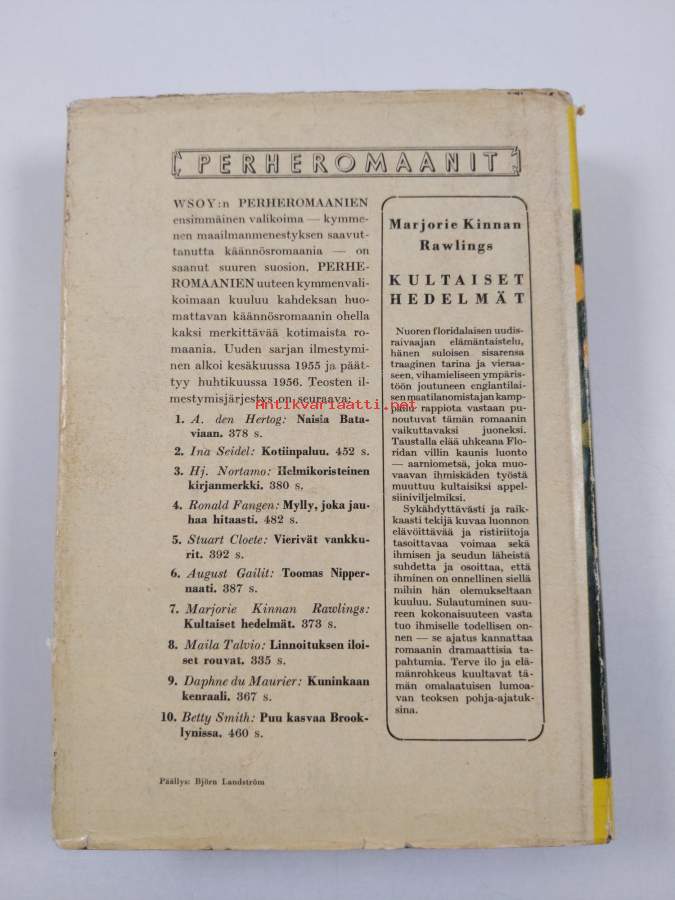 PERHEROMAANIT
WSOY:n PERHEROMAANIEN
ensimmäinen valikoima — kymme-
nen maailmanmenestyksen saavut-
tanutta käännösromaania — on
saanut suuren suosion. PERHE-
ROMAANIEN uuteen kymmenvali-
koimaan kuuluu kahdeksan huo-
mattavan käännösromaanin ohella
kaksi merkittävää kotimaista ro-
maania. Uuden sarjan ilmestymi-
nen alkoi kesäkuussa 1955 ja päät-
tyy huhtikuussa 1956. Teosten il-
mestymisjärjestys on seuraava:
1. A. den Hertog: Naisia Bata-
viaan. 378 s.
2. Ina Seidel: Kotiinpaluu. 452 s.
3. Hj. Nortamo: Helmikoristeinen
kirjanmerkki. 380 s.
4. Ronald Fangen: Mylly, joka jau-
haa hitaasti. 482 s.
5. Stuart Cloete: Vierivät vankku-
rit. 392 s.
6. August Gailit: Toomas Nipper-
naati. 387 s.
7. Marjorie Kinnan Rawlings:
Kultaiset hedelmät. 373 s.
8. Maila Talvio: Linnoituksen iloi-
set rouvat. 335 s.
9. Daphne du Maurier: Kuninkaan
kenraali. 367 s.
10. Betty Smith: Puu kasvaa Brook-
lynissa. 460 s.
Päällys: Björn Landström
Marjorie Kinnan
Rawlings
KULTAISET
HEDELMÄT
Nuoren floridalaisen uudis-
raivaajan elämäntaistelu,
hänen suloisen sisarensa
traaginen tarina ja vieraa-
seen, vihamieliseen ympäris-
töön joutuneen englantilai-
sen maatilanomistajan kamp-
pailu rappiota vastaan pu-
noutuvat tämän romaanin
vaikuttavaksi juoneksi.
Taustalla elää uhkeana Flo-
ridan villin kaunis luonto
— aarniometsä, joka muo-
vaavan ihmiskäden työstä
muuttuu kultaisiksi appel-
siiniviljelmiksi.
Sykähdyttävästi ja raik-
kaasti tekijä kuvaa luonnon
elävöittävää ja ristiriitoja
tasoittavaa voimaa sekä
ihmisen ja seudun läheistä
suhdetta ja osoittaa, että
ihminen on onnellinen siellä
mihin hän olemukseltaan
kuuluu. Sulautuminen suu-
reen kokonaisuuteen vasta
tuo ihmiselle todellisen on-
nen — se ajatus kannattaa
romaanin dramaattisia ta-
pahtumia. Terve ilo ja elä-
mänrohkeus kuultavat tä-
män omalaatuisen lumoa-
van teoksen pohja-ajatuk-
sina.
Antikvariaatti.net